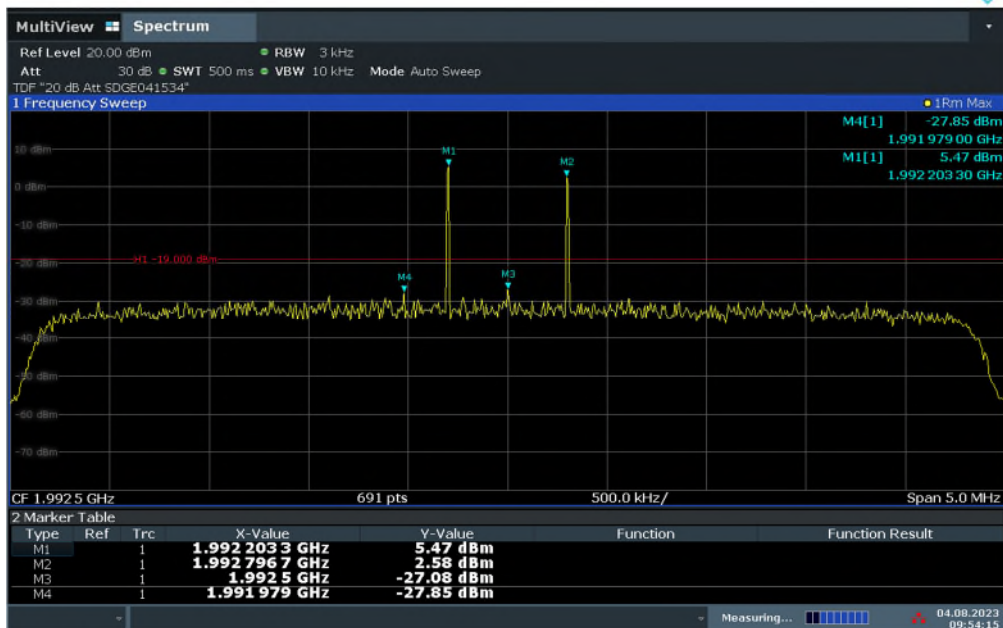 MultiView Spectrum
Ref Level 20.00 dBm RBW 3 kHz
Att 30 dB SWT 500 ms VBW 10 kHz Mode Auto Sweep
TDF "20 dB Att SDGE041534"
1 Frequency Sweep 1Rm Max
M4[1] -27.85 dBm
1.991 979 00 GHz
M1[1] 5.47 dBm
1.992 203 30 GHz
10 dBm
M1
M2
0 dBm
-10 dBm
H1 -19.000 dBm
-20 dBm
M4
M3
-30 dBm
-40 dBm
-50 dBm
-60 dBm
-70 dBm
CF 1.992 5 GHz 691 pts 500.0 kHz/ Span 5.0 MHz
2 Marker Table
Type Ref Trc X-Value Y-Value Function Function Result
M1 1 1.992 203 3 GHz 5.47 dBm
M2 1 1.992 796 7 GHz 2.58 dBm
M3 1 1.992 5 GHz -27.08 dBm
M4 1 1.991 979 GHz -27.85 dBm
Measuring... 04.08.2023
09:54:15